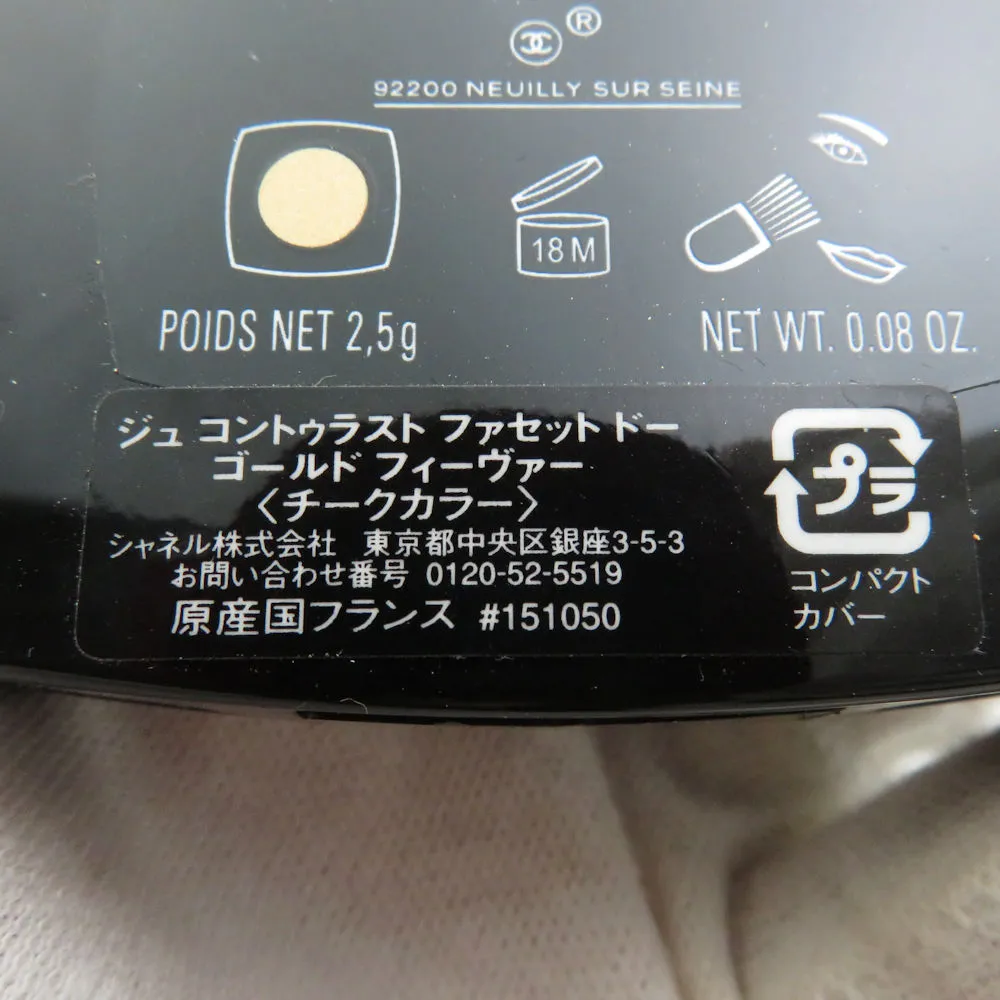 ®
92200 NEUILLY SUR SEINE
18 M
POIDS NET 2,5g
NET WT. 0.08 OZ.
ジュ コントゥラスト ファセット ドー
ゴールド フィーヴァー
〈チークカラー〉
シャネル株式会社 東京都中央区銀座3-5-3
お問い合わせ番号 0120-52-5519
原産国フランス #151050
プラ
コンパクト
カバー